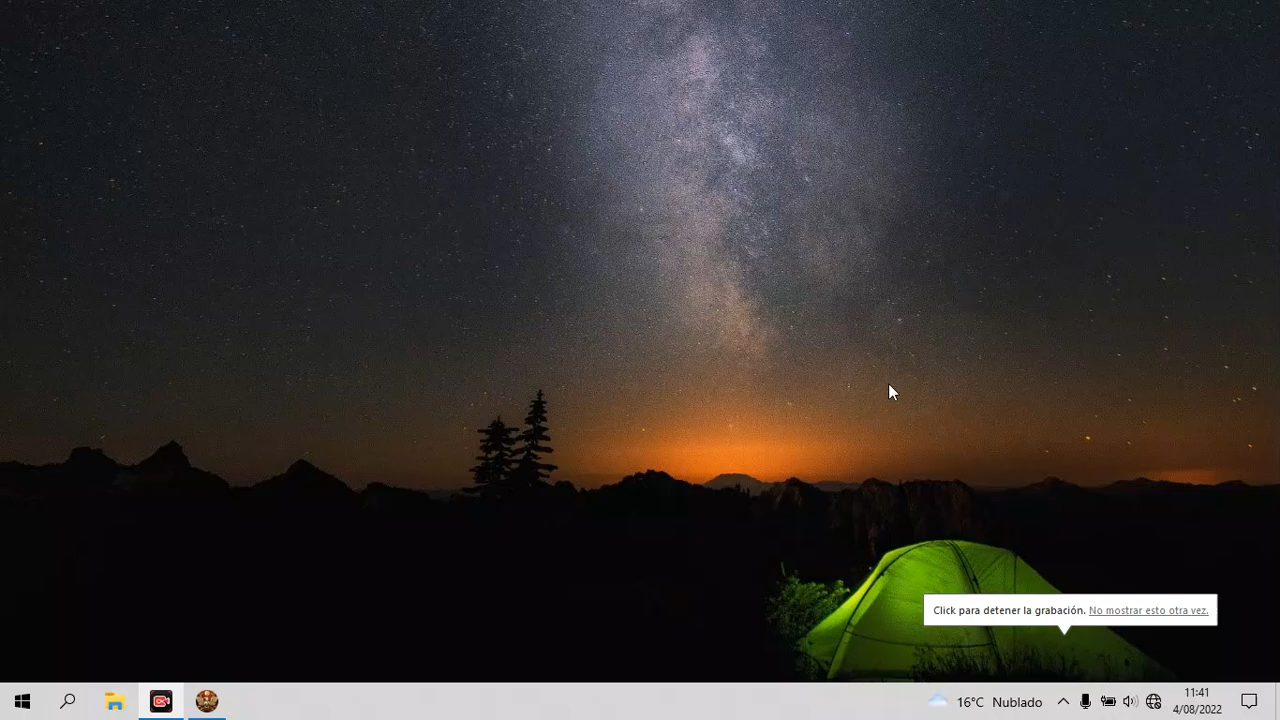 Click para detener la grabación. No mostrar esto otra vez.
16°C Nublado
11:41
4/08/2022